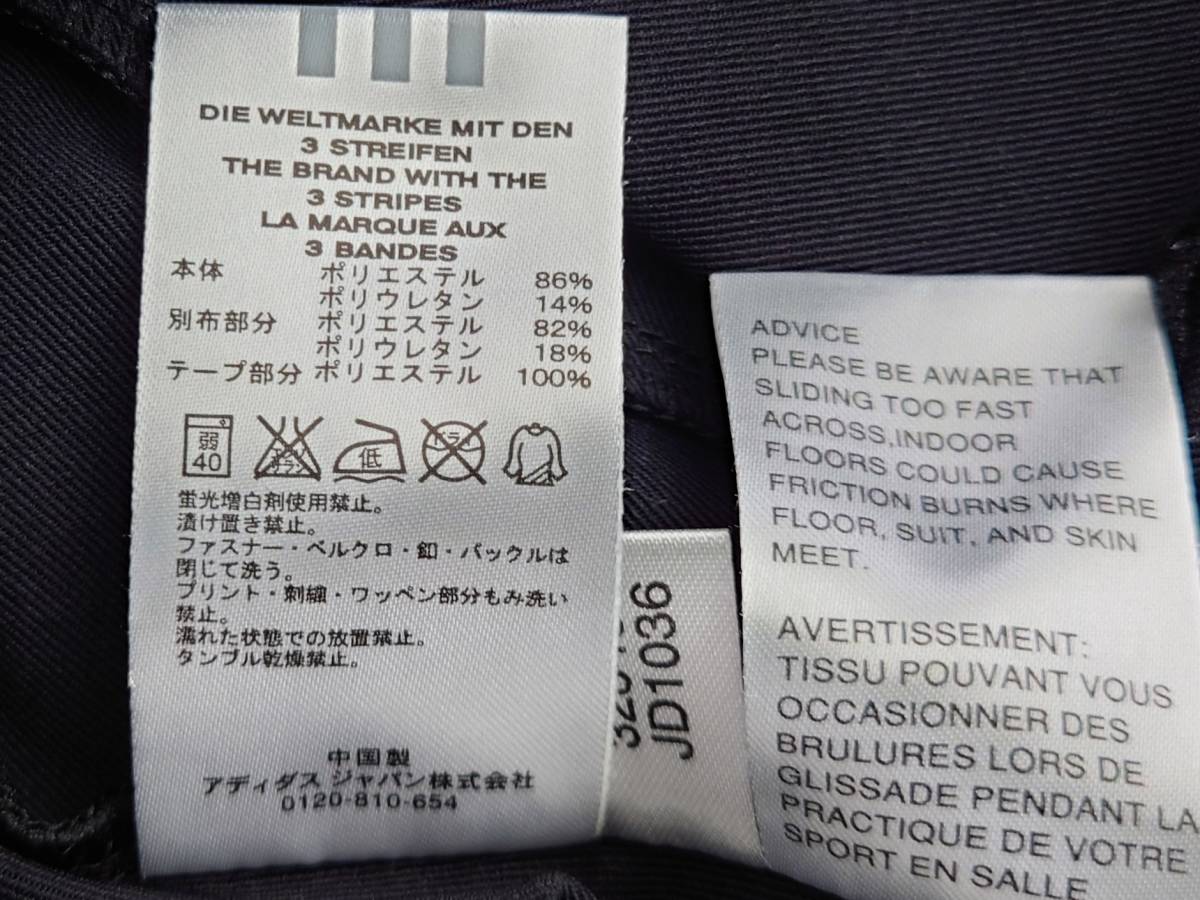 DIE WELTMARKE MIT DEN
3 STREIFEN
THE BRAND WITH THE
3 STRIPES
LA MARQUE AUX
3 BANDES
本体 ポリエステル 86%
ポリウレタン 14%
別布部分 ポリエステル 82%
ポリウレタン 18%
テープ部分 ポリエステル 100%
弱
40
低
蛍光増白剤使用禁止。
漬け置き禁止。
ファスナー・ベルクロ・釦・バックルは
閉じて洗う。
プリント・刺繍・ワッペン部分もみ洗い
禁止。
濡れた状態での放置禁止。
タンブル乾燥禁止。
中国製
アディダス ジャパン株式会社
0120-810-654
JD1036
ADVICE
PLEASE BE AWARE THAT
SLIDING TOO FAST
ACROSS,INDOOR
FLOORS COULD CAUSE
FRICTION BURNS WHERE
FLOOR, SUIT, AND SKIN
MEET.
AVERTISSEMENT:
TISSU POUVANT VOUS
OCCASIONNER DES
BRULURES LORS DE
GLISSADE PENDANT LA
PRACTIQUE DE VOTRE
SPORT EN SALLE